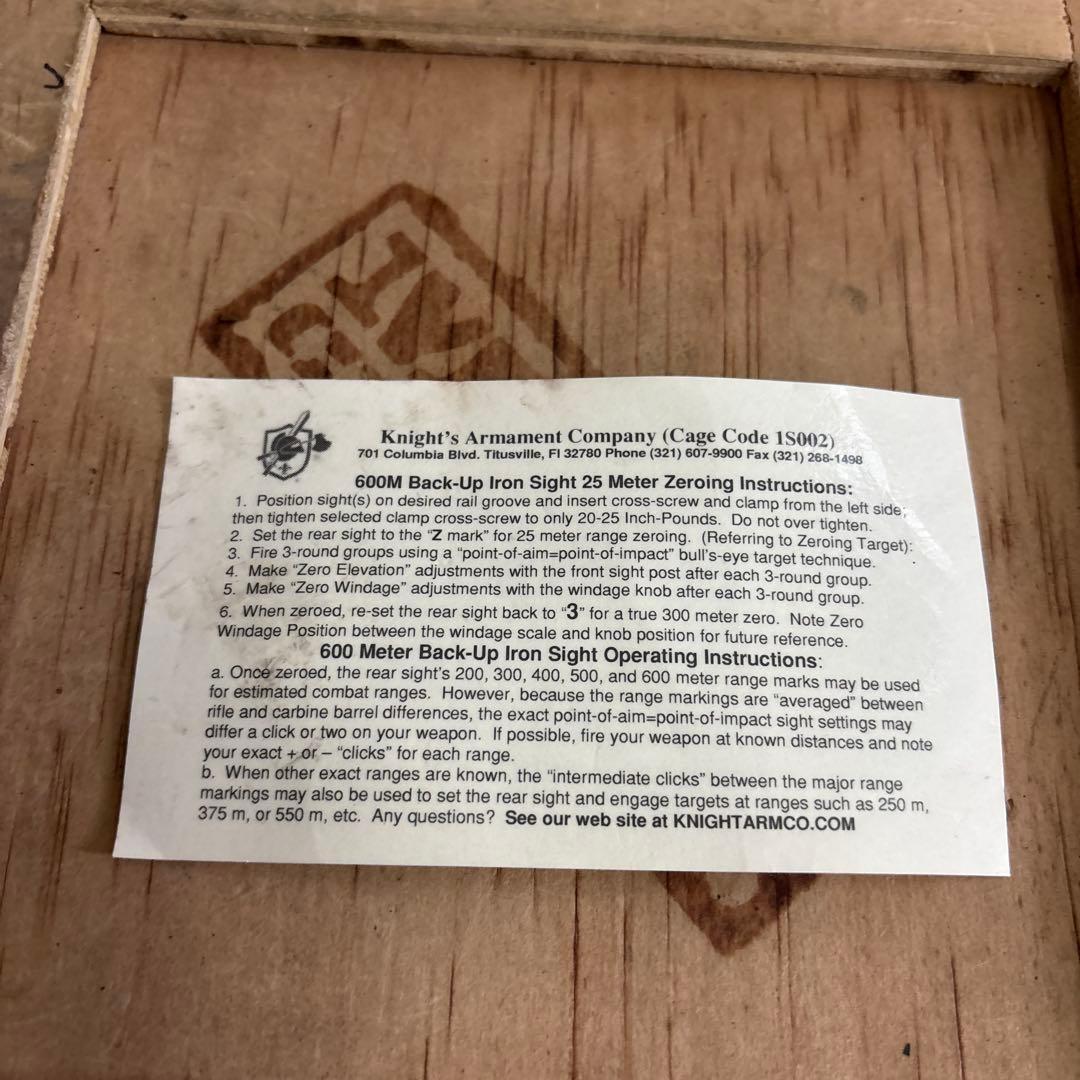 Knight's Armament Company (Cage Code 1S002)
701 Columbia Blvd. Titusville, Fl 32780 Phone (321) 607-9900 Fax (321) 268-1498
600M Back-Up Iron Sight 25 Meter Zeroing Instructions:
1. Position sight(s) on desired rail groove and insert cross-screw and clamp from the left side;
then tighten selected clamp cross-screw to only 20-25 Inch-Pounds. Do not over tighten.
2. Set the rear sight to the "Z mark" for 25 meter range zeroing. (Referring to Zeroing Target):
3. Fire 3-round groups using a "point-of-aim=point-of-impact" bull's-eye target technique.
4. Make "Zero Elevation" adjustments with the front sight post after each 3-round group.
5. Make "Zero Windage" adjustments with the windage knob after each 3-round group.
6. When zeroed, re-set the rear sight back to "3" for a true 300 meter zero. Note Zero
Windage Position between the windage scale and knob position for future reference.
600 Meter Back-Up Iron Sight Operating Instructions:
a. Once zeroed, the rear sight's 200, 300, 400, 500, and 600 meter range marks may be used
for estimated combat ranges. However, because the range markings are "averaged" between
rifle and carbine barrel differences, the exact point-of-aim=point-of-impact sight settings may
differ a click or two on your weapon. If possible, fire your weapon at known distances and note
your exact + or – "clicks" for each range.
b. When other exact ranges are known, the "intermediate clicks" between the major range
markings may also be used to set the rear sight and engage targets at ranges such as 250 m,
375 m, or 550 m, etc. Any questions? See our web site at KNIGHTARMCO.COM